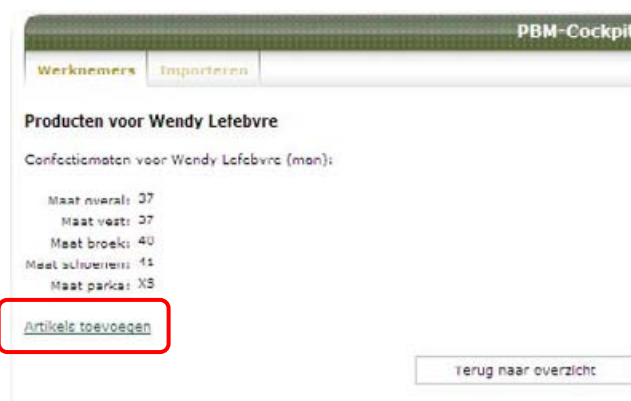 PBM-Cockpit
Werknemers Importeren
Producten voor Wendy Lefebvre
Confectiematen voor Wendy Lefebvre (man):
Maat overal: 37
Maat vest: 37
Maat broek: 40
Maat schoenen: 41
Maat parka: XS
Artikels toevoegen
Terug naar overzicht